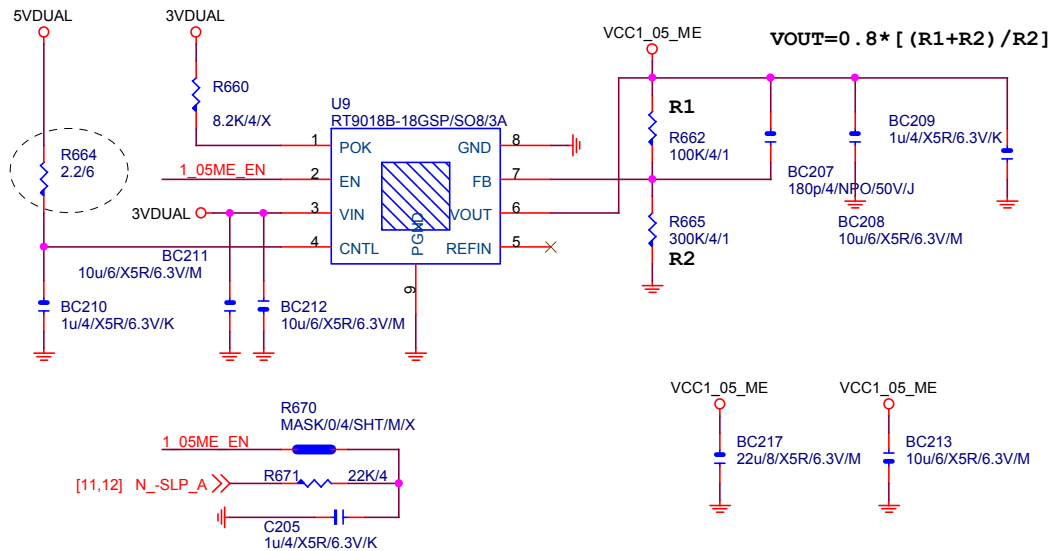 5VDUAL
3VDUAL
VCC1_05_ME
VOUT=0.8*[(R1+R2)/R2]
R660
8.2K/4/X
U9
RT9018B-18GSP/SO8/3A
R664
2.2/6
1_05ME_EN
3VDUAL
1
2
3
4
POK
EN
VIN
CNTL
GND
FB
VOUT
REFIN
PGND
8
7
6
5
9
R1
R662
100K/4/1
R665
300K/4/1
R2
BC207
180p/4/NPO/50V/J
BC208
10u/6/X5R/6.3V/M
BC209
1u/4/X5R/6.3V/K
BC211
10u/6/X5R/6.3V/M
BC210
1u/4/X5R/6.3V/K
BC212
10u/6/X5R/6.3V/M
R670
MASK/0/4/SHT/M/X
1_05ME_EN
[11,12] N_-SLP_A
R671
22K/4
C205
1u/4/X5R/6.3V/K
VCC1_05_ME
BC217
22u/8/X5R/6.3V/M
VCC1_05_ME
BC213
10u/6/X5R/6.3V/M